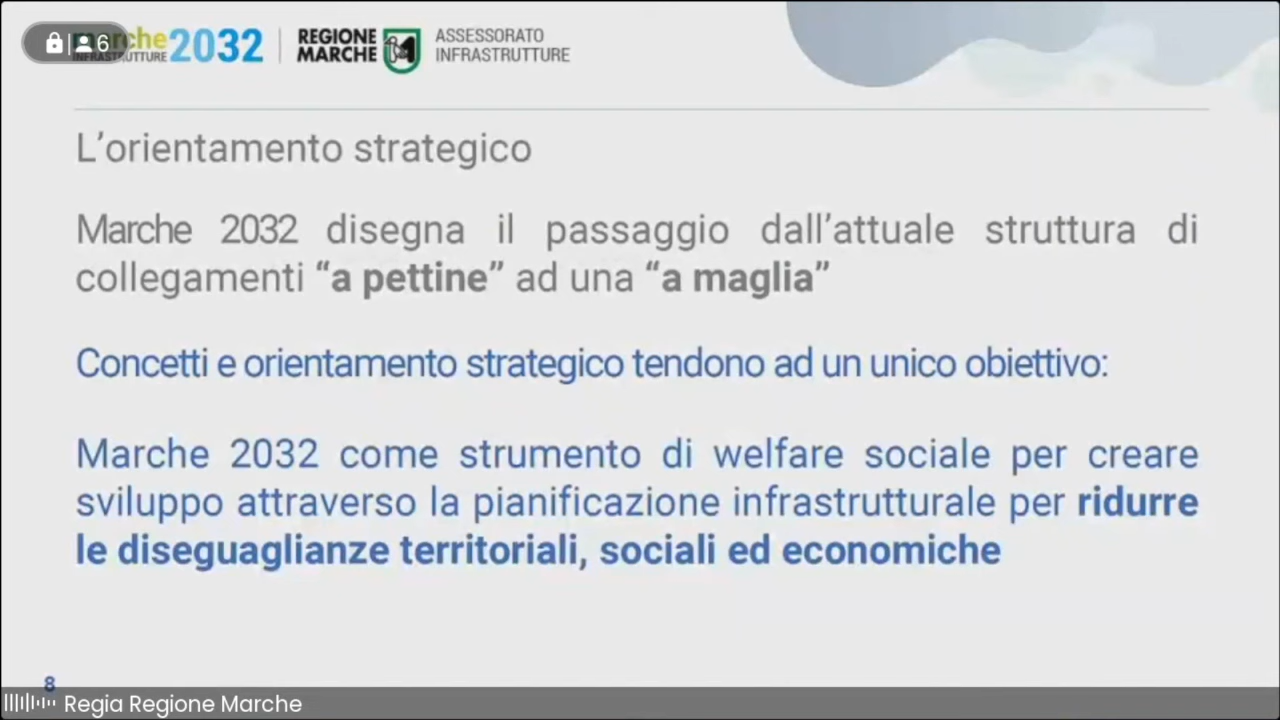 6
rche 2032
INFRASTRUTTURE
REGIONE
MARCHE
ASSESSORATO
INFRASTRUTTURE
L’orientamento strategico
Marche 2032 disegna il passaggio dall’attuale struttura di
collegamenti “a pettine” ad una “a maglia”
Concetti e orientamento strategico tendono ad un unico obiettivo:
Marche 2032 come strumento di welfare sociale per creare
sviluppo attraverso la pianificazione infrastrutturale per ridurre
le diseguaglianze territoriali, sociali ed economiche
8
Regia Regione Marche